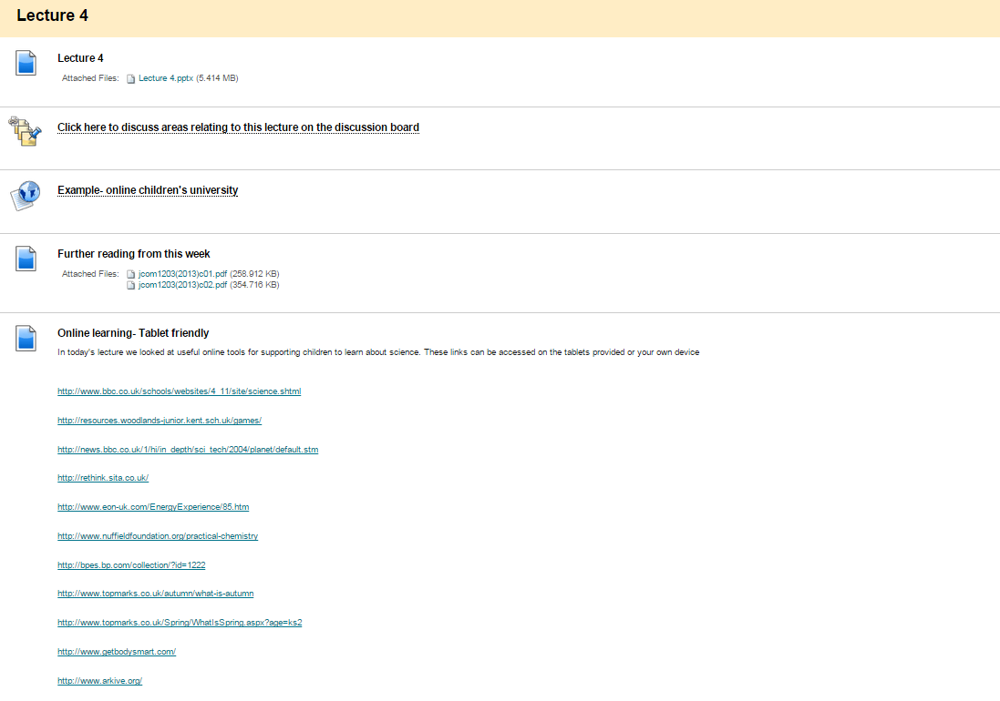 Lecture 4
Lecture 4
Attached Files: Lecture 4.pptx (5.414 MB)
Click here to discuss areas relating to this lecture on the discussion board
Example- online children's university
Further reading from this week
Attached Files: jcom1203(2013)c01.pdf (258.912 KB)
jcom1203(2013)c02.pdf (354.716 KB)
Online learning- Tablet friendly
In today's lecture we looked at useful online tools for supporting children to learn about science. These links can be accessed on the tablets provided or your own device
http://www.bbc.co.uk/schools/websites/4_11/site/science.shtml
http://resources.woodlands-junior.kent.sch.uk/games/
http://news.bbc.co.uk/1/hi/in_depth/sci_tech/2004/planet/default.stm
http://rethink.sita.co.uk/
http://www.eon-uk.com/EnergyExperience/85.htm
http://www.nuffieldfoundation.org/practical-chemistry
http://bpes.bp.com/collection/?id=1222
http://www.topmarks.co.uk/autumn/what-is-autumn
http://www.topmarks.co.uk/Spring/WhatIsSpring.aspx?age=ks2
http://www.getbodysmart.com/
http://www.arkive.org/